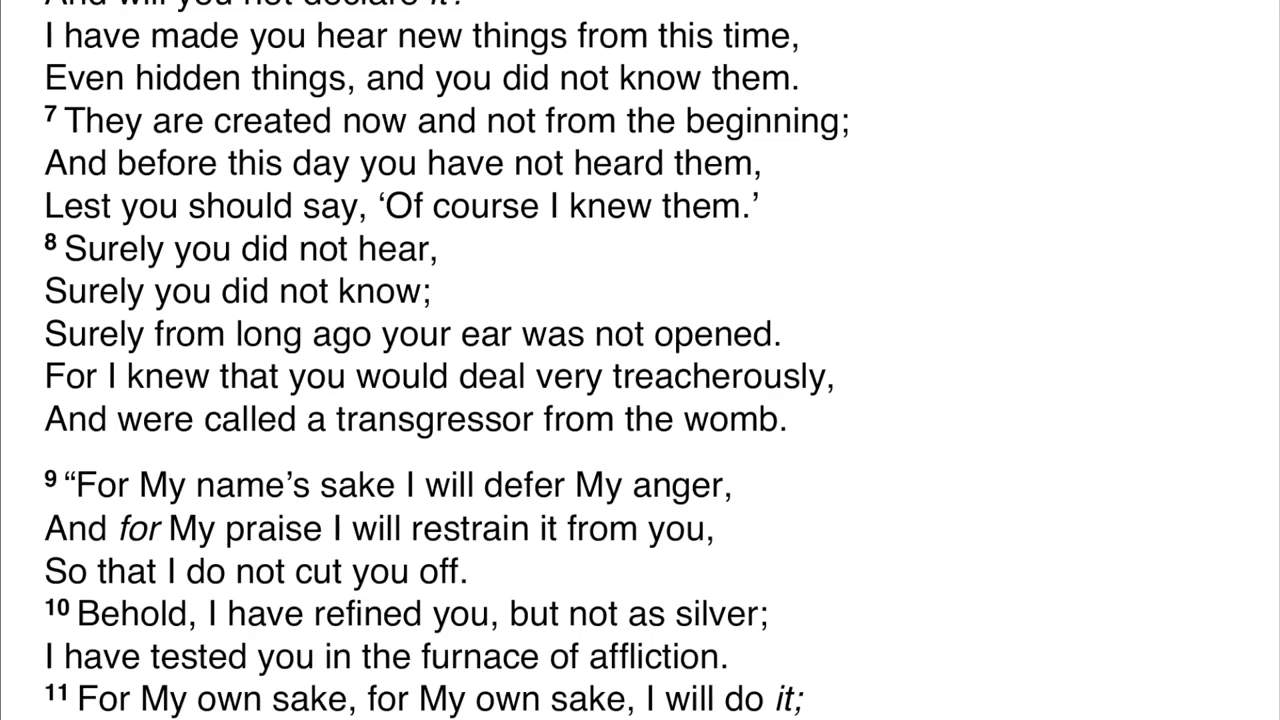 And will you not declare it?
I have made you hear new things from this time,
Even hidden things, and you did not know them.
7 They are created now and not from the beginning;
And before this day you have not heard them,
Lest you should say, ‘Of course I knew them.’
8 Surely you did not hear,
Surely you did not know;
Surely from long ago your ear was not opened.
For I knew that you would deal very treacherously,
And were called a transgressor from the womb.
9 “For My name’s sake I will defer My anger,
And for My praise I will restrain it from you,
So that I do not cut you off.
10 Behold, I have refined you, but not as silver;
I have tested you in the furnace of affliction.
11 For My own sake, for My own sake, I will do it;